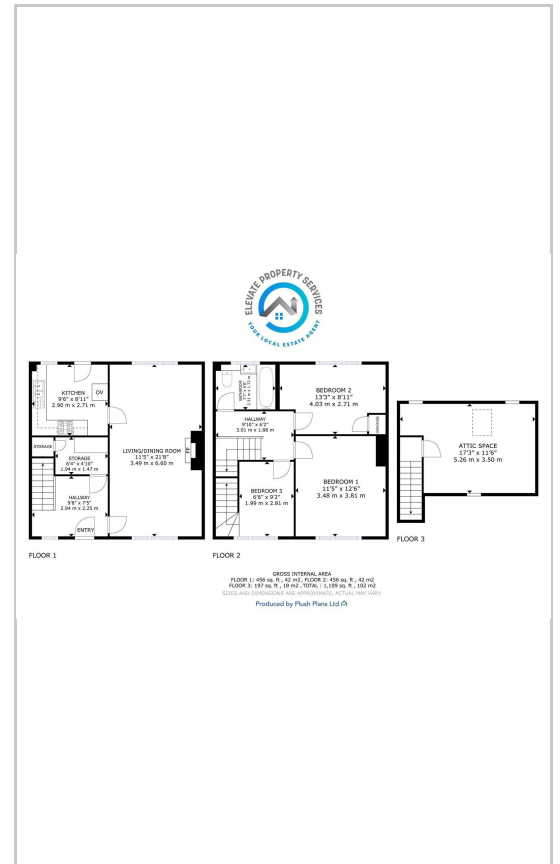 ELEVATE PROPERTY SERVICES
YOUR LOCAL ESTATE AGENT
KITCHEN
9'6" x 8'11"
2.90 m x 2.71 m
OV
STORAGE
STORAGE
6'4" x 4'10"
1.94 m x 1.47 m
LIVING/DINING ROOM
11'5" x 21'8"
3.49 m x 6.60 m
FP
HALLWAY
9'8" x 7'5"
2.94 m x 2.25 m
ENTRY
FLOOR 1
BATHROOM
BEDROOM 2
13'3" x 8'11"
4.03 m x 2.71 m
HALLWAY
9'10" x 6'2"
3.01 m x 1.88 m
BEDROOM 3
6'6" x 9'2"
1.99 m x 2.81 m
BEDROOM 1
11'5" x 12'6"
3.48 m x 3.81 m
FLOOR 2
ATTIC SPACE
17'3" x 11'6"
5.26 m x 3.50 m
FLOOR 3
GROSS INTERNAL AREA
FLOOR 1: 456 sq. ft , 42 m2, FLOOR 2: 456 sq. ft , 42 m2
FLOOR 3: 197 sq. ft , 18 m2 , TOTAL : 1,109 sq. ft , 102 m2
SIZES AND DIMENSIONS ARE APPROXIMATE, ACTUAL MAY VARY.
Produced by Plush Plans Ltd